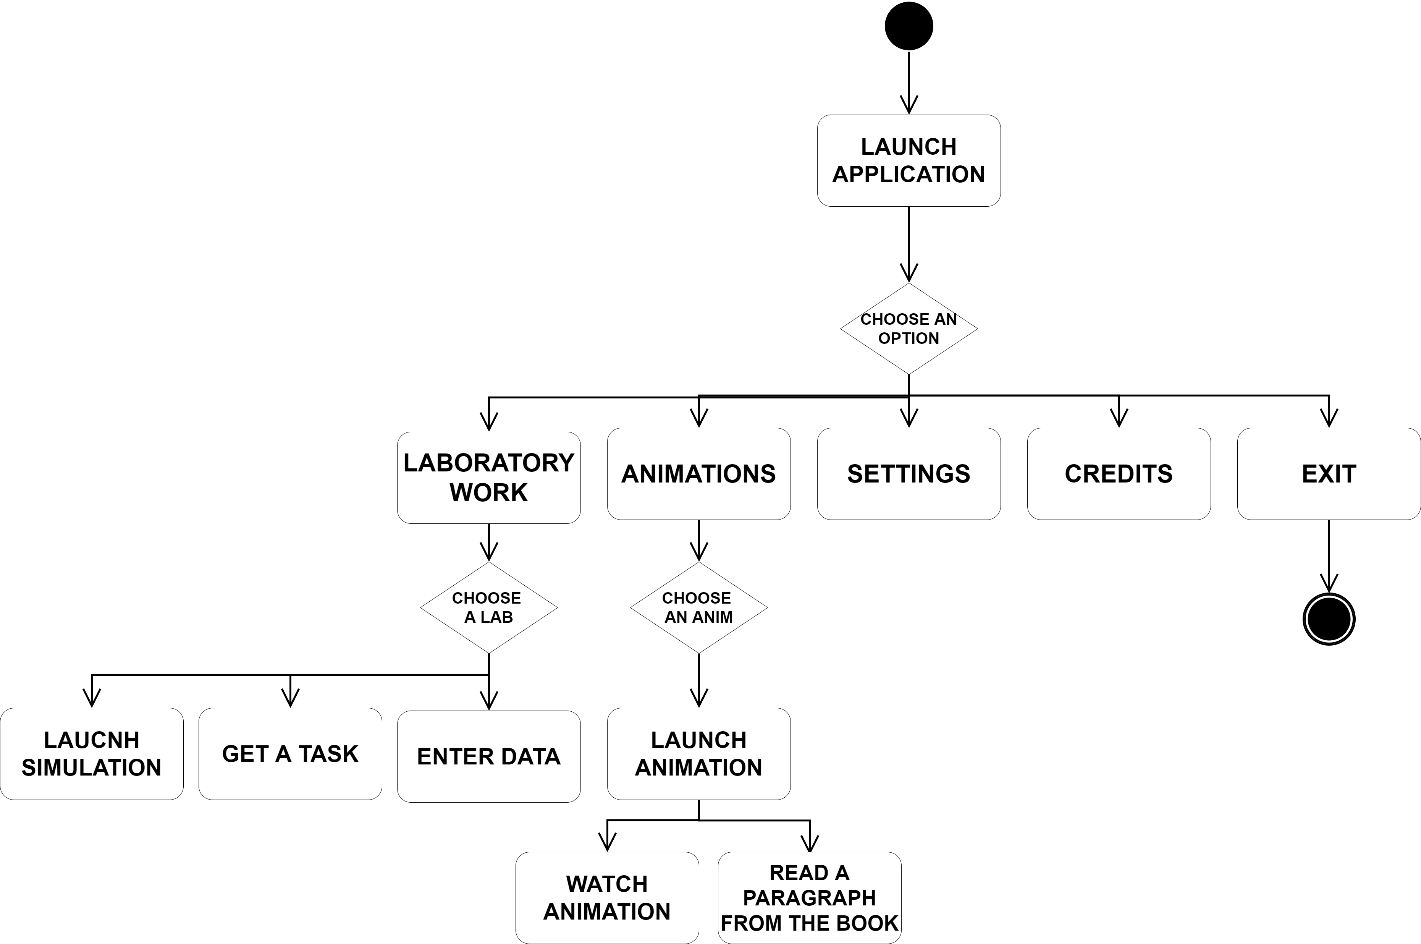 LAUNCH
APPLICATION
CHOOSE AN
OPTION
LABORATORY
WORK
ANIMATIONS
SETTINGS
CREDITS
EXIT
CHOOSE
A LAB
CHOOSE
AN ANIM
LAUCNH
SIMULATION
GET A TASK
ENTER DATA
LAUNCH
ANIMATION
WATCH
ANIMATION
READ A
PARAGRAPH
FROM THE BOOK